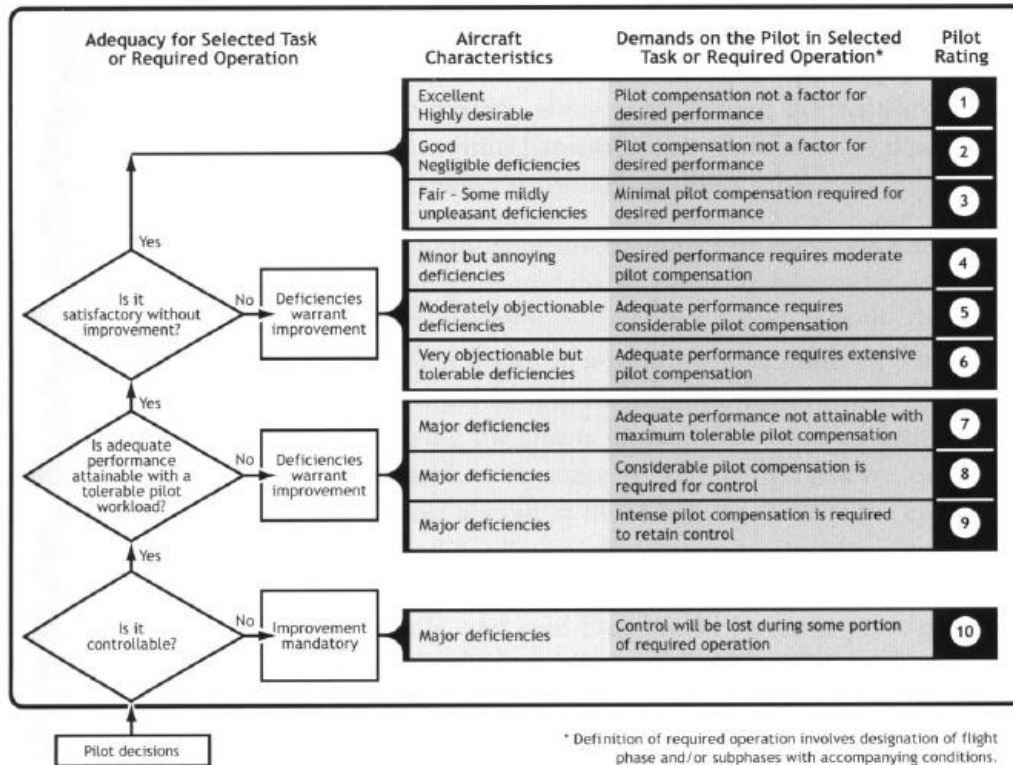 Adequacy for Selected Task
or Required Operation
Aircraft
Characteristics
Demands on the Pilot in Selected
Task or Required Operation*
Pilot
Rating
Excellent
Highly desirable
Pilot compensation not a factor for
desired performance
1
Good
Negligible deficiencies
Pilot compensation not a factor for
desired performance
2
Fair – Some mildly
unpleasant deficiencies
Minimal pilot compensation required for
desired performance
3
Yes
Is it
satisfactory without
improvement?
No
Deficiencies
warrant
improvement
Minor but annoying
deficiencies
Desired performance requires moderate
pilot compensation
4
Moderately objectionable
deficiencies
Adequate performance requires
considerable pilot compensation
5
Very objectionable but
tolerable deficiencies
Adequate performance requires extensive
pilot compensation
6
Yes
Is adequate
performance
attainable with a
tolerable pilot
workload?
No
Deficiencies
warrant
improvement
Major deficiencies
Adequate performance not attainable with
maximum tolerable pilot compensation
7
Major deficiencies
Considerable pilot compensation is
required for control
8
Major deficiencies
Intense pilot compensation is required
to retain control
9
Yes
Is it
controllable?
No
Improvement
mandatory
Major deficiencies
Control will be lost during some portion
of required operation
10
Pilot decisions
* Definition of required operation involves designation of flight
phase and/or subphases with accompanying conditions.